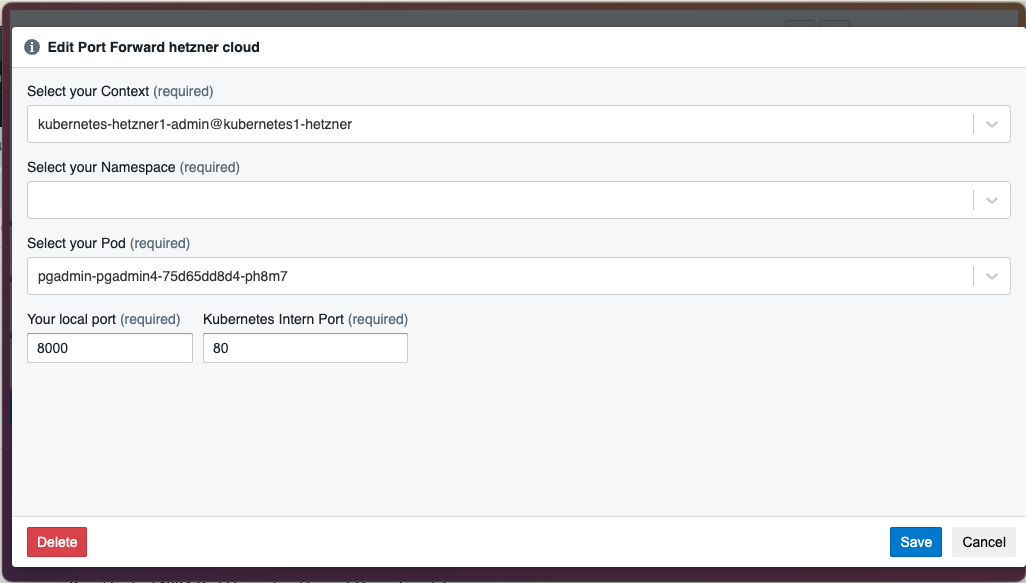 Edit Port Forward hetzner cloud
Select your Context (required)
kubernetes-hetzner1-admin@kubernetes1-hetzner
Select your Namespace (required)
Select your Pod (required)
pgadmin-pgadmin4-75d65dd8d4-ph8m7
Your local port (required) Kubernetes Intern Port (required)
8000 80
Delete Save Cancel